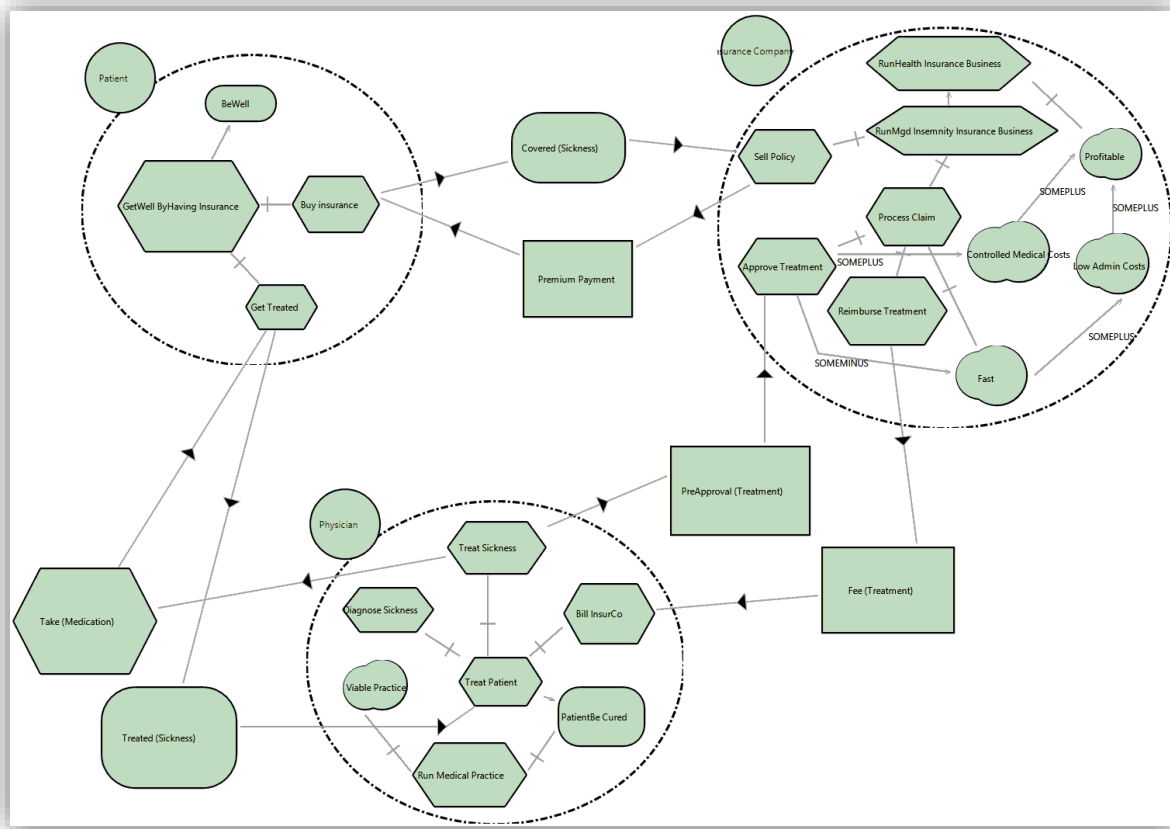 Patient
BeWell
GetWell ByHaving Insurance
Buy insurance
Get Treated
Covered (Sickness)
Premium Payment
surance Company
RunHealth Insurance Business
RunMgd Insemnity Insurance Business
Sell Policy
Profitable
SOMEPLUS
SOMEPLUS
Process Claim
Approve Treatment
SOMEPLUS
Controlled Medical Costs
Low Admin Costs
Reimburse Treatment
SOMEPLUS
SOMEMINUS
Fast
PreApproval (Treatment)
Physician
Treat Sickness
Fee (Treatment)
Take (Medication)
Diagnose Sickness
Bill InsurCo
Treat Patient
Viable Practice
PatientBe Cured
Treated (Sickness)
Run Medical Practice